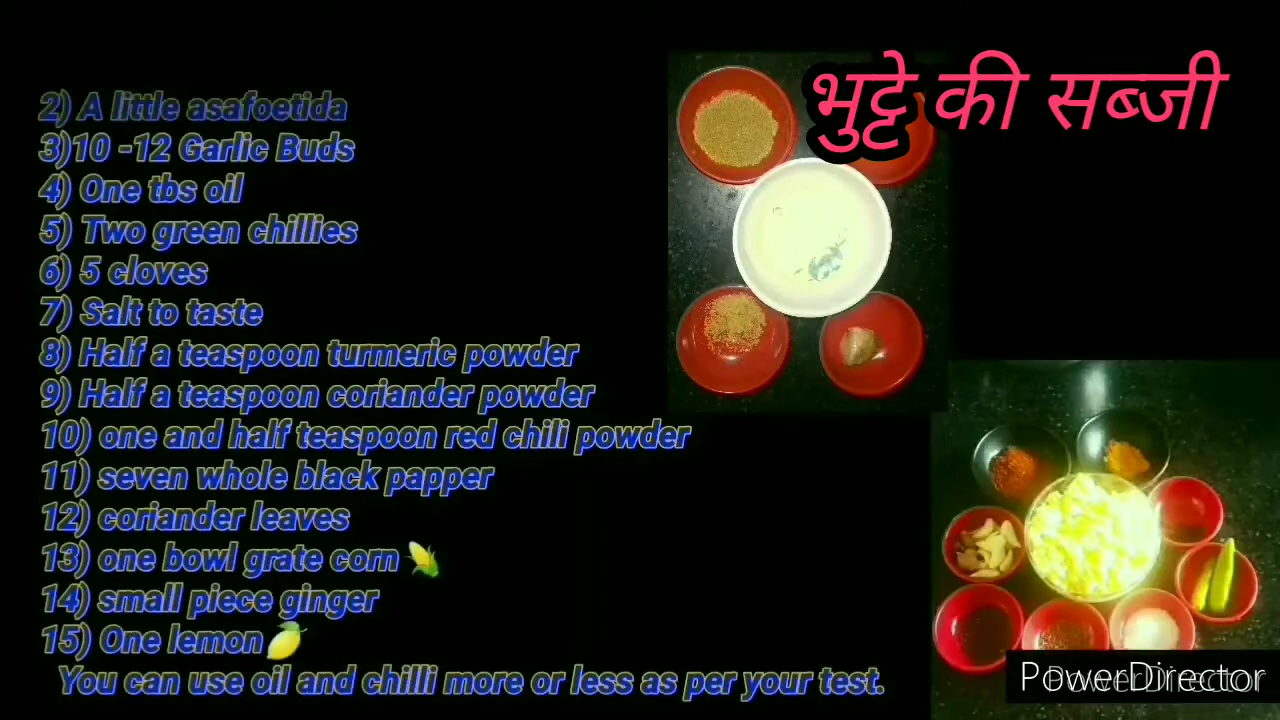 भुट्टे की सब्जी
2) A little asafoetida
3)10 -12 Garlic Buds
4) One tbs oil
5) Two green chillies
6) 5 cloves
7) Salt to taste
8) Half a teaspoon turmeric powder
9) Half a teaspoon coriander powder
10) one and half teaspoon red chili powder
11) seven whole black papper
12) coriander leaves
13) one bowl grate corn 🌽
14) small piece ginger
15) One lemon🍋
You can use oil and chilli more or less as per your test.
PowerDirector